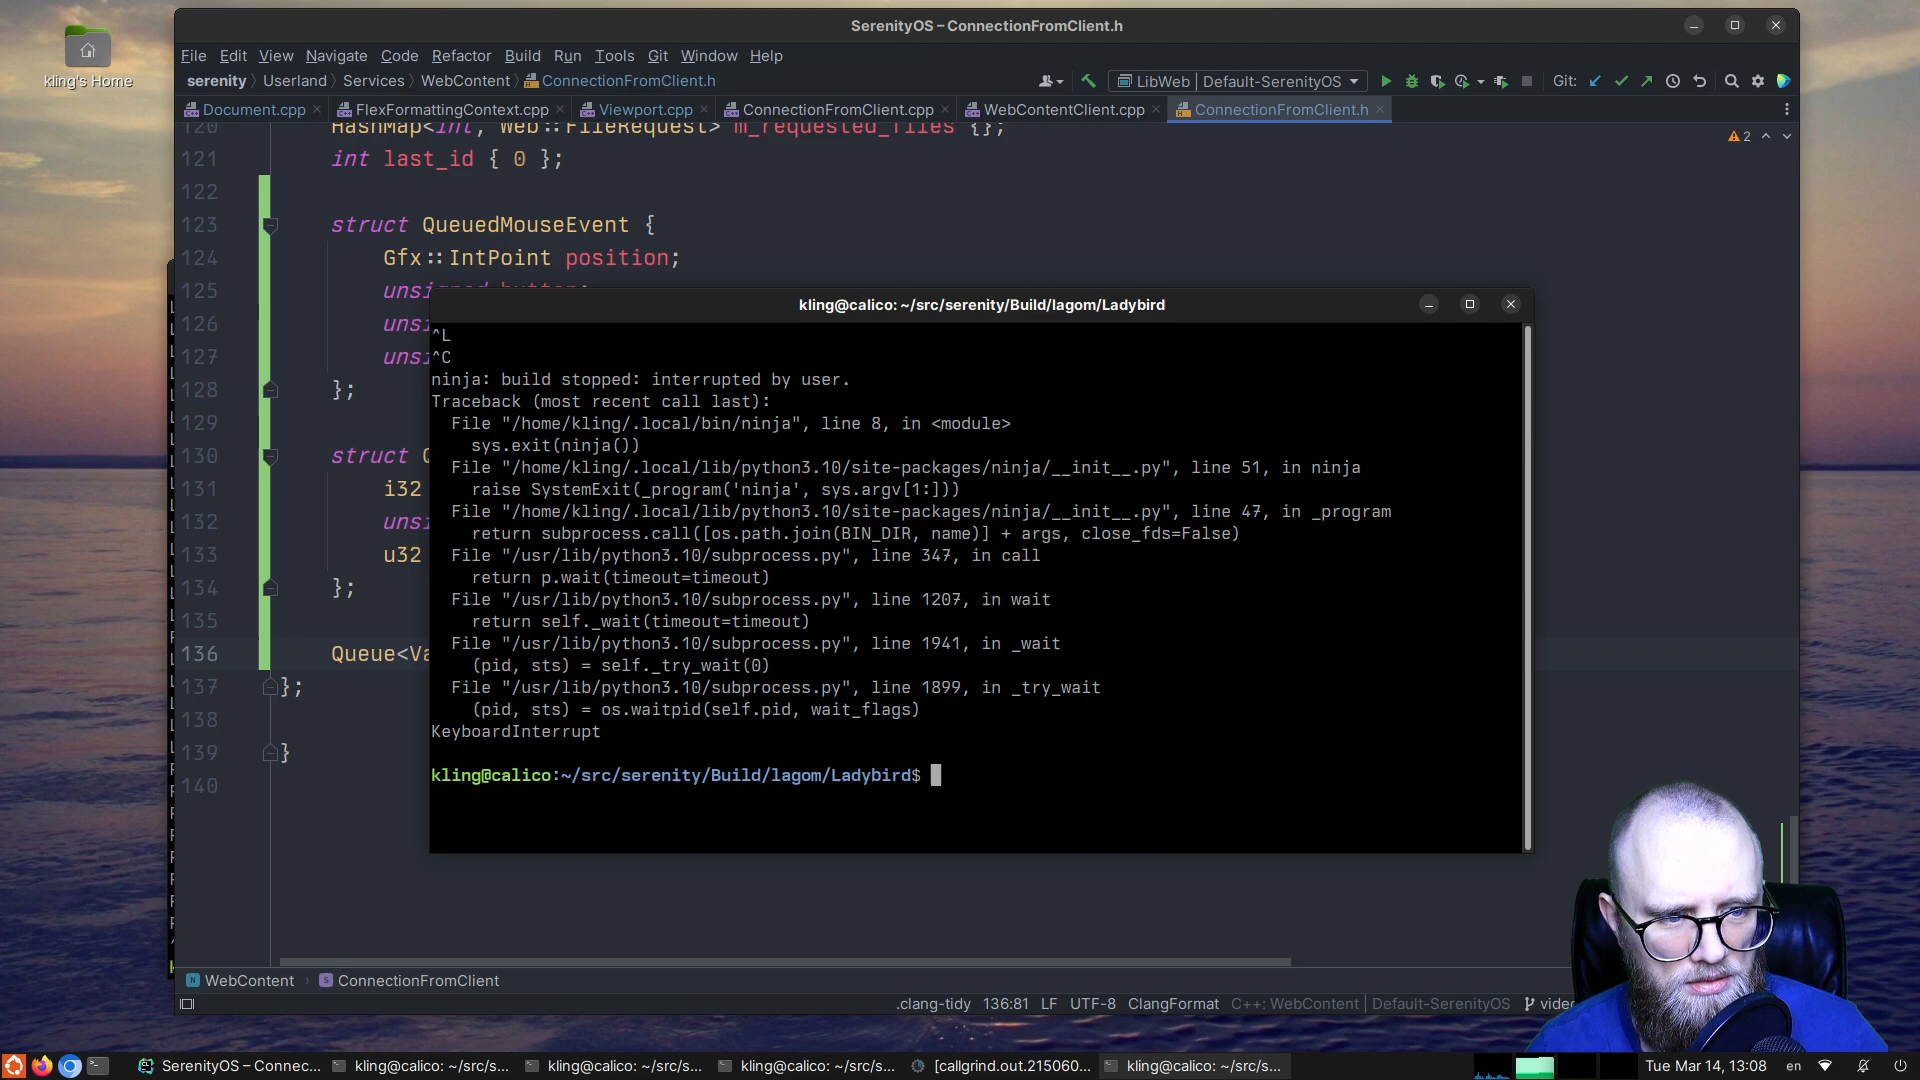 kling's Home
SerenityOS – ConnectionFromClient.h
File Edit View Navigate Code Refactor Build Run Tools Git Window Help
serenity Userland Services WebContent ConnectionFromClient.h
LibWeb | Default-SerenityOS
Git:
Document.cpp FlexFormattingContext.cpp Viewport.cpp ConnectionFromClient.cpp WebContentClient.cpp ConnectionFromClient.h
120 HashMap<int, Web::FileRequest> m_requested_files {};
2
121 int last_id { 0 };
122
123 struct QueuedMouseEvent {
124 Gfx::IntPoint position;
125 unsigned button;
126 unsi
127 unsi
128 };
129
130 struct Q
131 i32
132 unsi
133 u32
134 };
135
136 Queue<Va
137 };
138
139 }
140
kling@calico: ~/src/serenity/Build/lagom/Ladybird
^L
^C
ninja: build stopped: interrupted by user.
Traceback (most recent call last):
File "/home/kling/.local/bin/ninja", line 8, in <module>
sys.exit(ninja())
File "/home/kling/.local/lib/python3.10/site-packages/ninja/__init__.py", line 51, in ninja
raise SystemExit(_program('ninja', sys.argv[1:]))
File "/home/kling/.local/lib/python3.10/site-packages/ninja/__init__.py", line 47, in _program
return subprocess.call([os.path.join(BIN_DIR, name)] + args, close_fds=False)
File "/usr/lib/python3.10/subprocess.py", line 347, in call
return p.wait(timeout=timeout)
File "/usr/lib/python3.10/subprocess.py", line 1207, in wait
return self._wait(timeout=timeout)
File "/usr/lib/python3.10/subprocess.py", line 1941, in _wait
(pid, sts) = self._try_wait(0)
File "/usr/lib/python3.10/subprocess.py", line 1899, in _try_wait
(pid, sts) = os.waitpid(self.pid, wait_flags)
KeyboardInterrupt
kling@calico:~/src/serenity/Build/lagom/Ladybird$
WebContent ConnectionFromClient
.clang-tidy 136:81 LF UTF-8 ClangFormat C++: WebContent | Default-SerenityOS
SerenityOS – Connec... kling@calico: ~/src/s... kling@calico: ~/src/s... kling@calico: ~/src/s... [callgrind.out.215060... kling@calico: ~/src/s... Tue Mar 14, 13:08 en